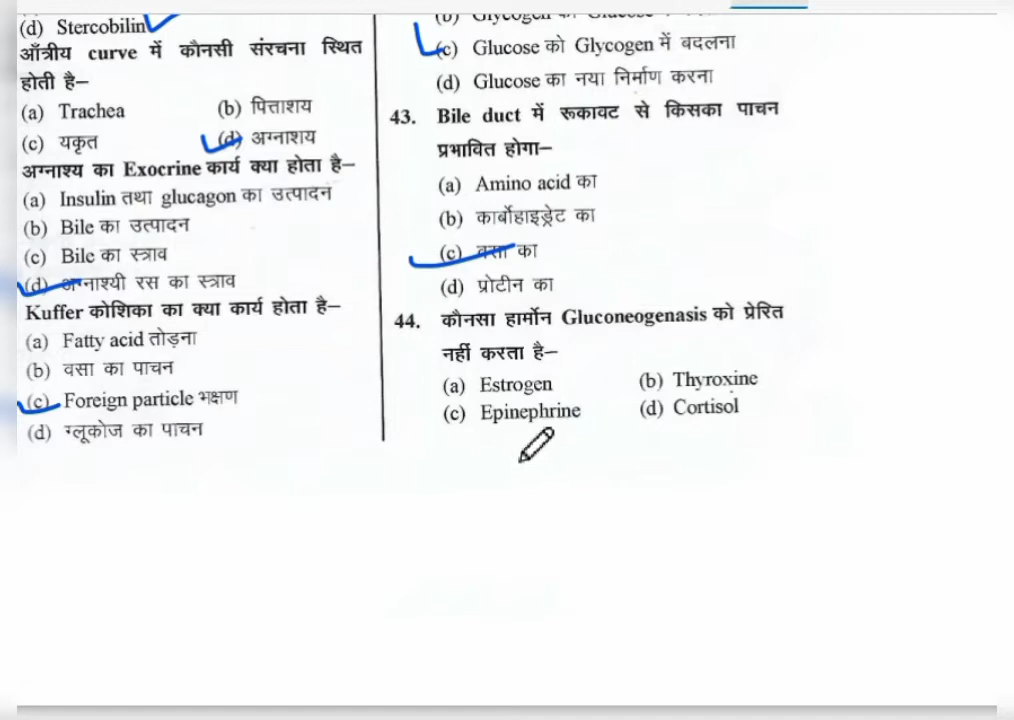 (d) Stercobilin
आँत्रीय curve में कौनसी संरचना स्थित
होती है–
(a) Trachea (b) पित्ताशय
(c) यकृत (d) अग्नाशय
अग्नाश्य का Exocrine कार्य क्या होता है–
(a) Insulin तथा glucagon का उत्पादन
(b) Bile का उत्पादन
(c) Bile का स्त्राव
(d) अग्नाश्यी रस का स्त्राव
Kuffer कोशिका का क्या कार्य होता है–
(a) Fatty acid तोड़ना
(b) वसा का पाचन
(c) Foreign particle भक्षण
(d) ग्लूकोज का पाचन
(b) Glycogen का Glucose
(c) Glucose को Glycogen में बदलना
(d) Glucose का नया निर्माण करना
43. Bile duct में रूकावट से किसका पाचन
प्रभावित होगा–
(a) Amino acid का
(b) कार्बोहाइड्रेट का
(c) वसा का
(d) प्रोटीन का
44. कौनसा हार्मोन Gluconeogenasis को प्रेरित
नहीं करता है–
(a) Estrogen (b) Thyroxine
(c) Epinephrine (d) Cortisol